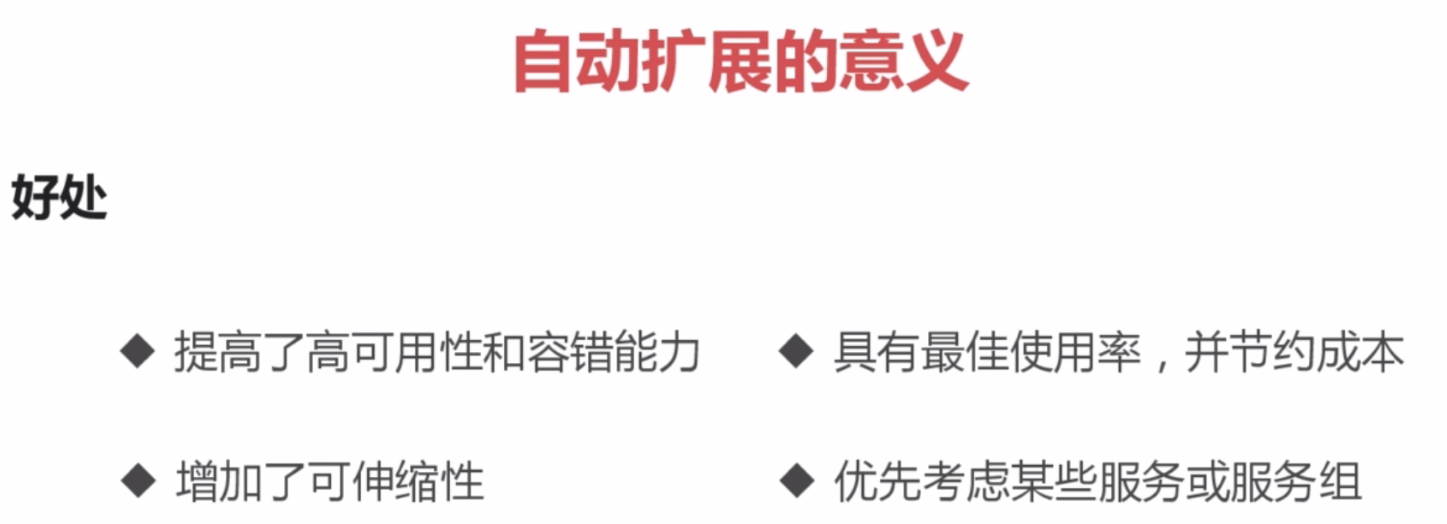 自动扩展的意义
好处
◆ 提高了高可用性和容错能力
◆ 具有最佳使用率，并节约成本
◆ 增加了可伸缩性
◆ 优先考虑某些服务或服务组